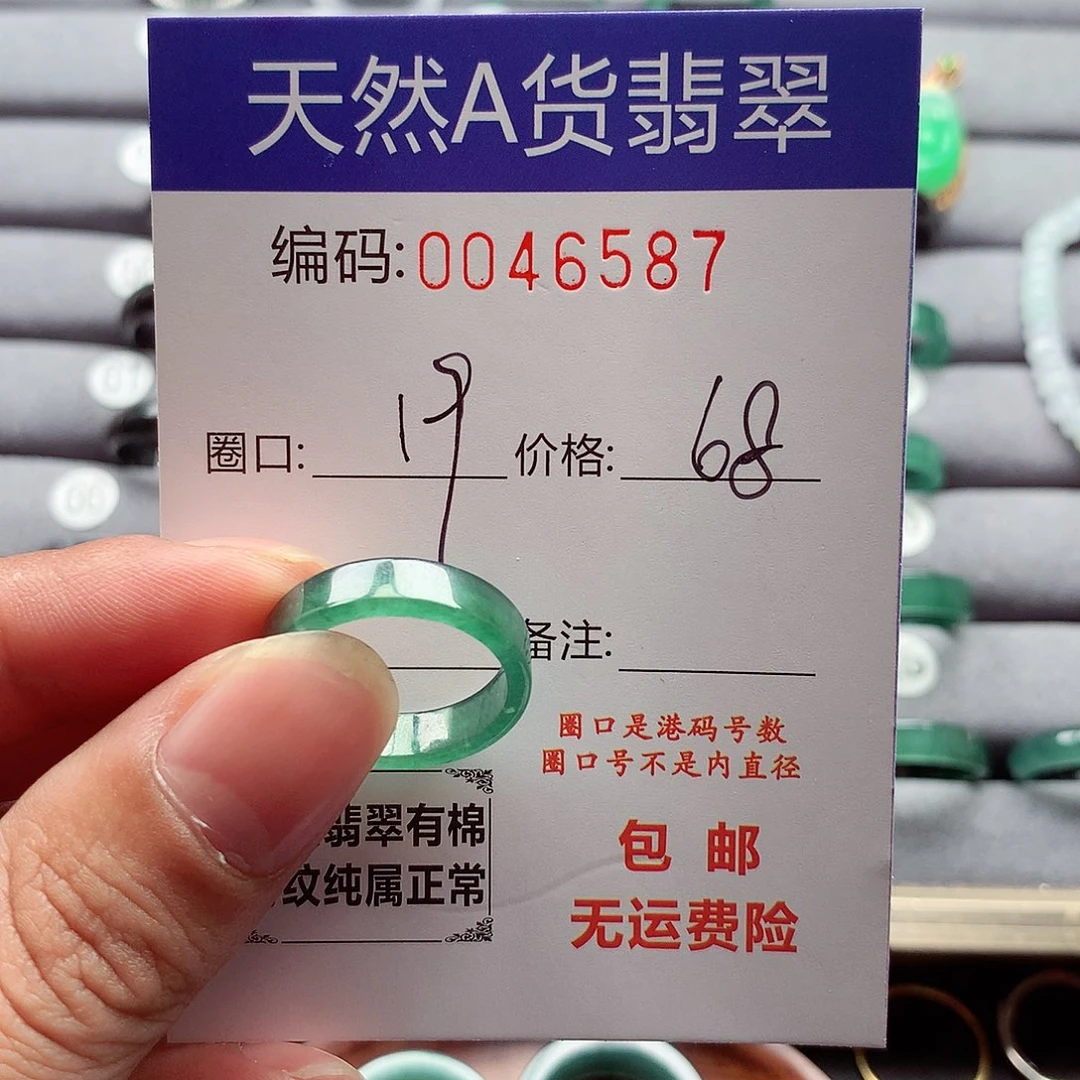 天然A货翡翠
编码:0046587
圈口: 19 价格: 68
备注:
圈口是港码号数
圈口号不是内直径
翡翠有棉
纹纯属正常
包邮
无运费险